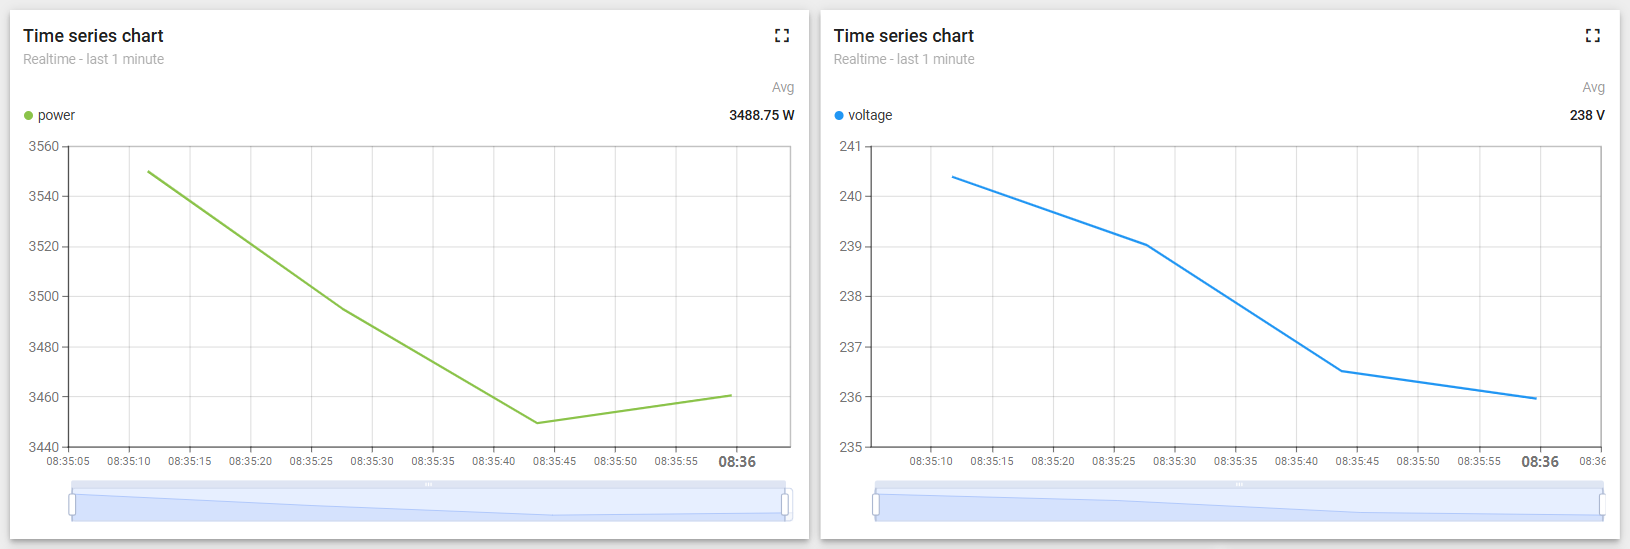 Time series chart
Realtime - last 1 minute
Avg
power 3488.75 W
3560
3540
3520
3500
3480
3460
3440
08:35:05 08:35:10 08:35:15 08:35:20 08:35:25 08:35:30 08:35:35 08:35:40 08:35:45 08:35:50 08:35:55 08:36
Time series chart
Realtime - last 1 minute
Avg
voltage 238 V
241
240
239
238
237
236
235
08:35:10 08:35:15 08:35:20 08:35:25 08:35:30 08:35:35 08:35:40 08:35:45 08:35:50 08:35:55 08:36 08:36